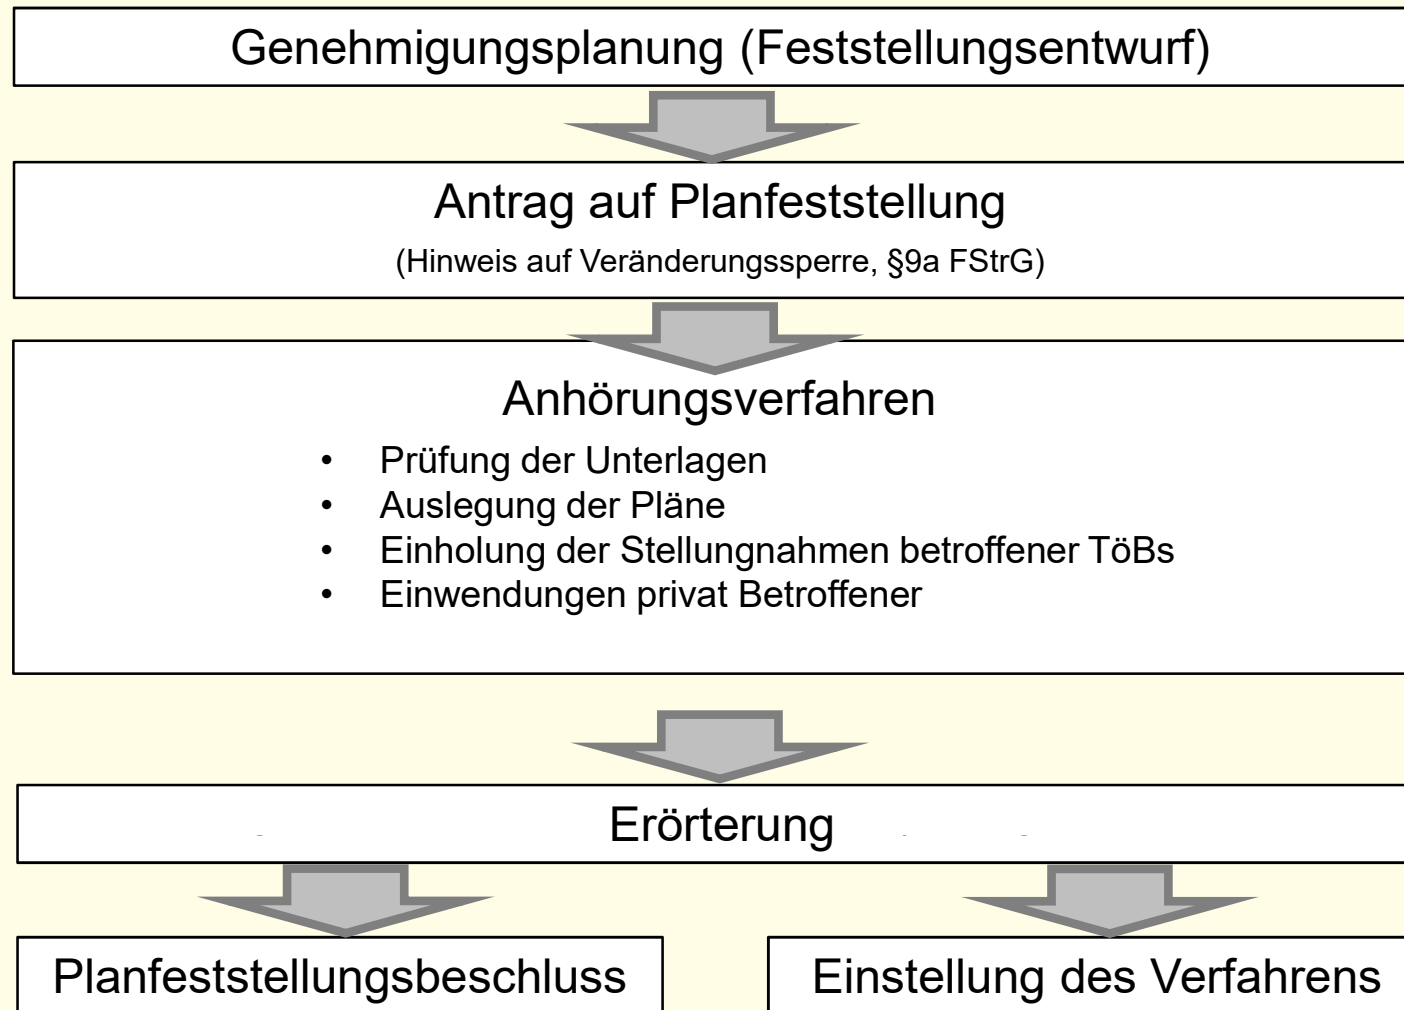 Genehmigungsplanung (Feststellungsentwurf)
Antrag auf Planfeststellung
(Hinweis auf Veränderungssperre, §9a FStrG)
Anhörungsverfahren
• Prüfung der Unterlagen
• Auslegung der Pläne
• Einholung der Stellungnahmen betroffener TöBs
• Einwendungen privat Betroffener
Erörterung
Planfeststellungsbeschluss
Einstellung des Verfahrens